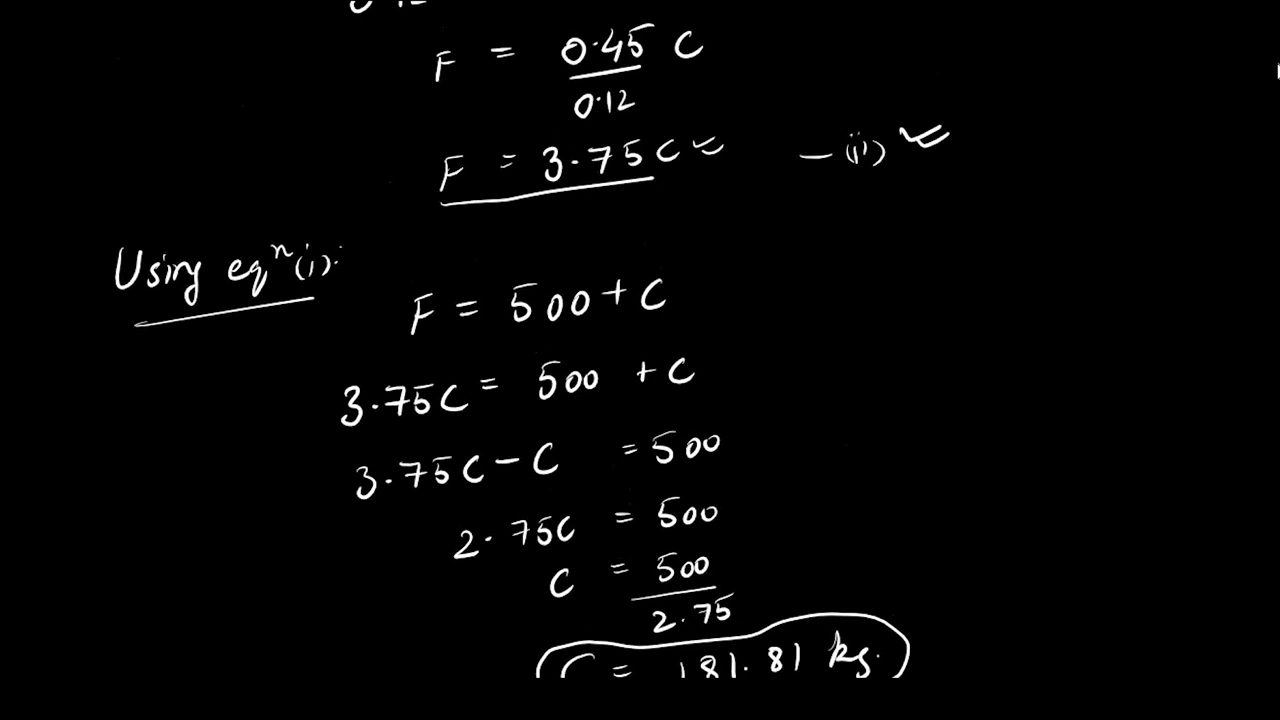 F = 0.45 C
0.12
F = 3.75C — (ii)
Using eqⁿ(i):
F = 500 + C
3.75C = 500 + C
3.75C - C = 500
2.75C = 500
C = 500
2.75
C = 181.81 kg.